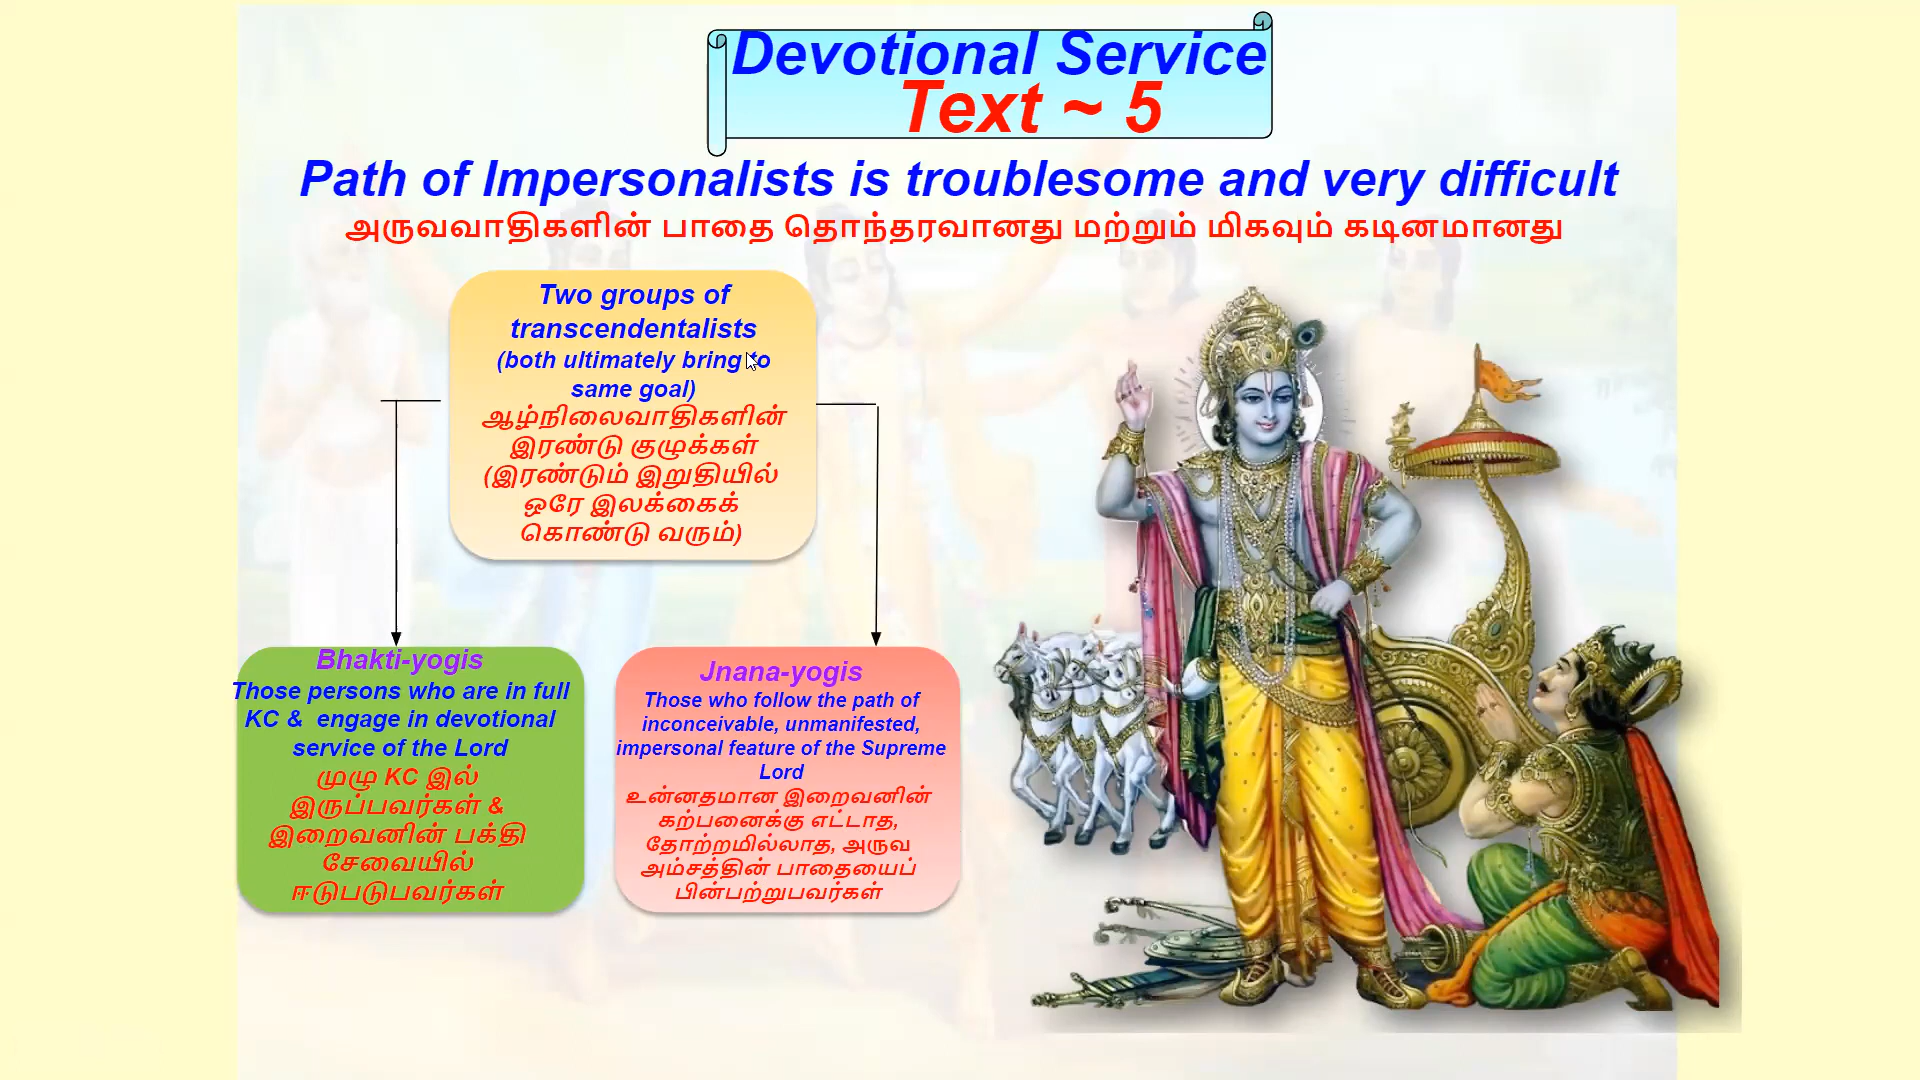 Devotional Service
Text ~ 5
Path of Impersonalists is troublesome and very difficult
அருவவாதிகளின் பாதை தொந்தரவானது மற்றும் மிகவும் கடினமானது
Two groups of
transcendentalists
(both ultimately bring to
same goal)
ஆழ்நிலைவாதிகளின்
இரண்டு குழுக்கள்
(இரண்டும் இறுதியில்
ஒரே இலக்கைக்
கொண்டு வரும்)
Bhakti-yogis
Those persons who are in full
KC & engage in devotional
service of the Lord
முழு KC இல்
இருப்பவர்கள் &
இறைவனின் பக்தி
சேவையில்
ஈடுபடுபவர்கள்
Jnana-yogis
Those who follow the path of
inconceivable, unmanifested,
impersonal feature of the Supreme
Lord
உன்னதமான இறைவனின்
கற்பனைக்கு எட்டாத,
தோற்றமில்லாத, அருவ
அம்சத்தின் பாதையைப்
பின்பற்றுபவர்கள்